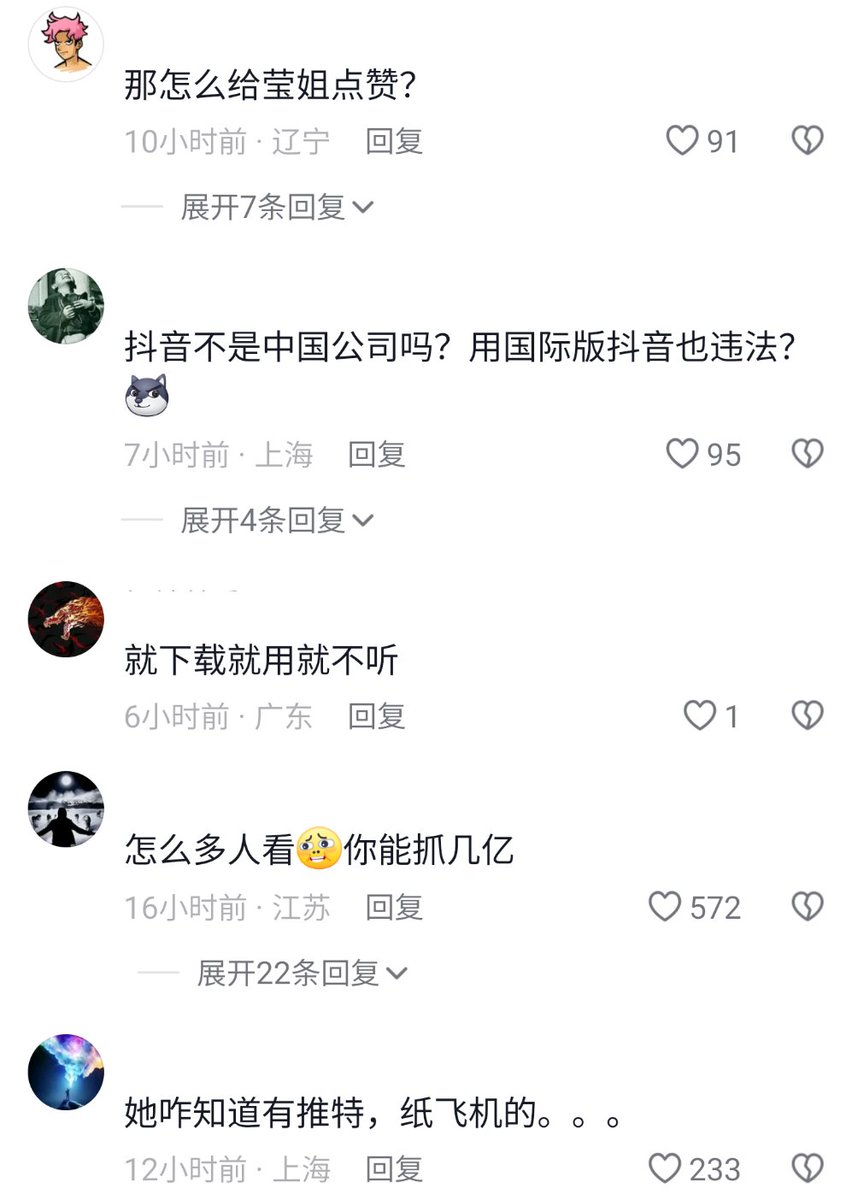 那怎么给莹姐点赞？
10小时前 · 辽宁 回复 91
展开7条回复
抖音不是中国公司吗？用国际版抖音也违法？
7小时前 · 上海 回复 95
展开4条回复
就下载就用就不听
6小时前 · 广东 回复 1
怎么多人看你能抓几亿
16小时前 · 江苏 回复 572
展开22条回复
她咋知道有推特，纸飞机的。。。
12小时前 · 上海 回复 233